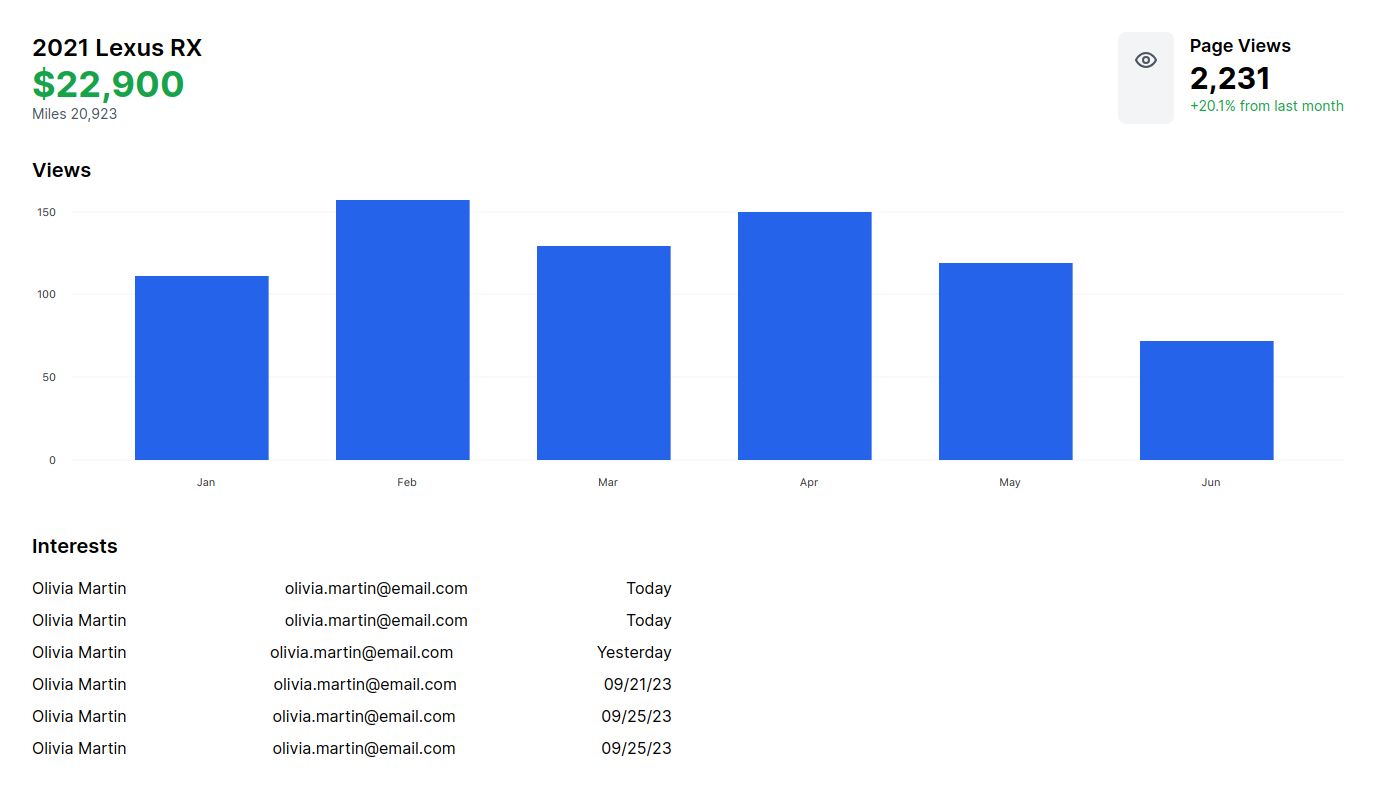 2021 Lexus RX
$22,900
Miles 20,923
Page Views
2,231
+20.1% from last month
Views
150
100
50
0
Jan Feb Mar Apr May Jun
Interests
Olivia Martin olivia.martin@email.com Today
Olivia Martin olivia.martin@email.com Today
Olivia Martin olivia.martin@email.com Yesterday
Olivia Martin olivia.martin@email.com 09/21/23
Olivia Martin olivia.martin@email.com 09/25/23
Olivia Martin olivia.martin@email.com 09/25/23